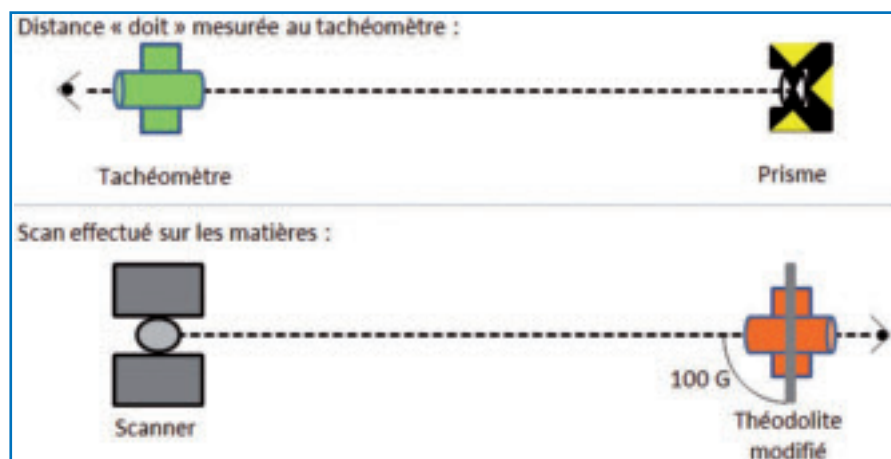 Distance « doit » mesurée au tachéomètre :
Tachéomètre
Prisme
Scan effectué sur les matières :
100 G
Scanner
Théodolite
modifié